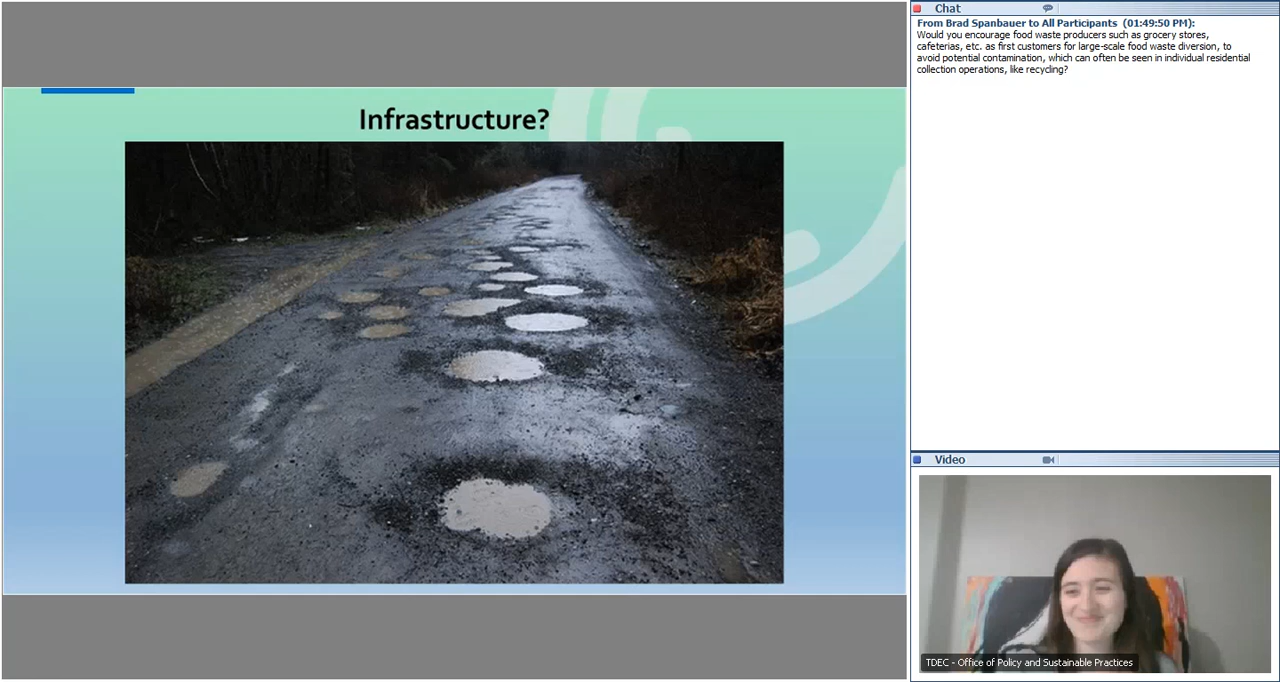 Infrastructure?
Chat
From Brad Spanbauer to All Participants (01:49:50 PM):
Would you encourage food waste producers such as grocery stores,
cafeterias, etc. as first customers for large-scale food waste diversion, to
avoid potential contamination, which can often be seen in individual residential
collection operations, like recycling?
Video
TDEC - Office of Policy and Sustainable Practices